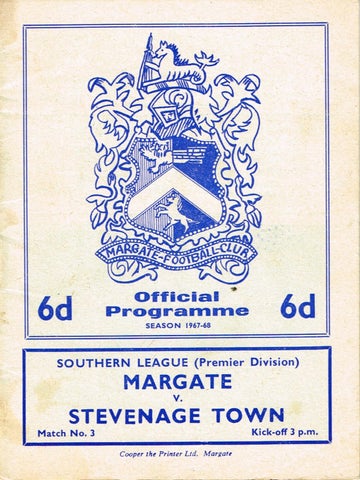 MARGATE-FOOTBALL-CLUB
6d Official 6d
Programme
SEASON 1967-68
SOUTHERN LEAGUE (Premier Division)
MARGATE
v.
STEVENAGE TOWN
Match No. 3 Kick-off 3 p.m.
Cooper the Printer Ltd. Margate